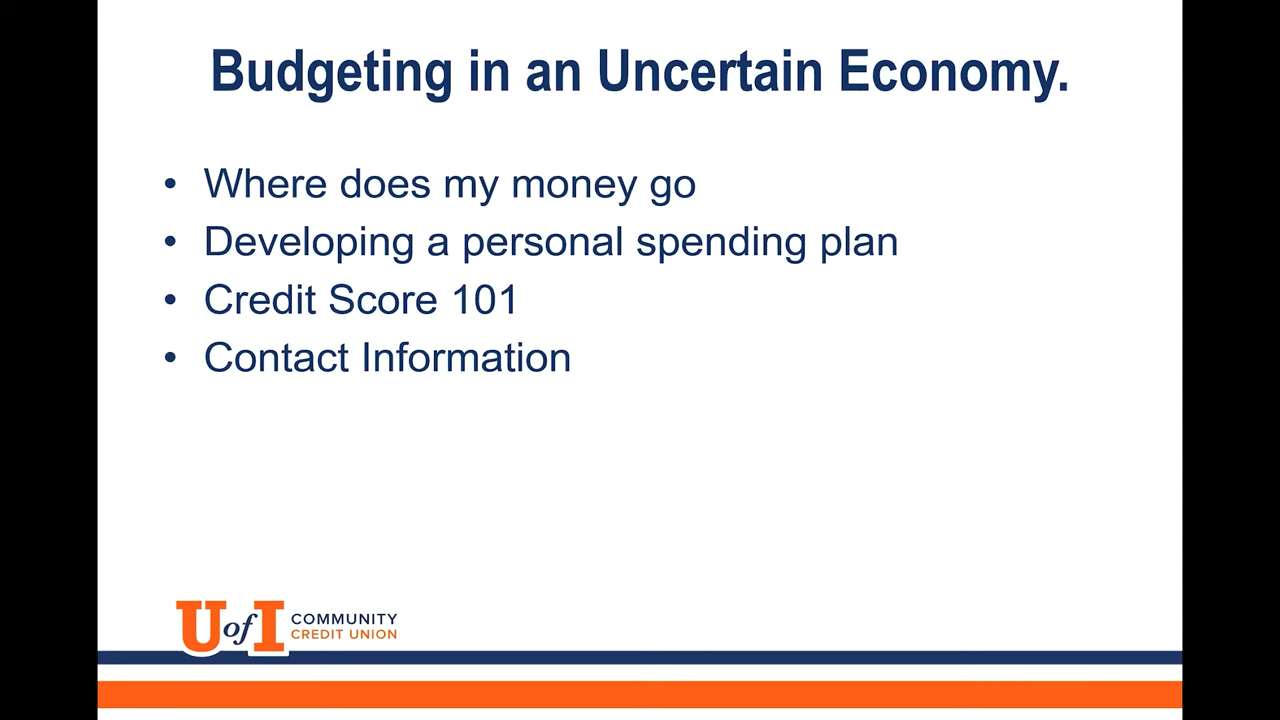 Budgeting in an Uncertain Economy.
• Where does my money go
• Developing a personal spending plan
• Credit Score 101
• Contact Information
U of I COMMUNITY
CREDIT UNION